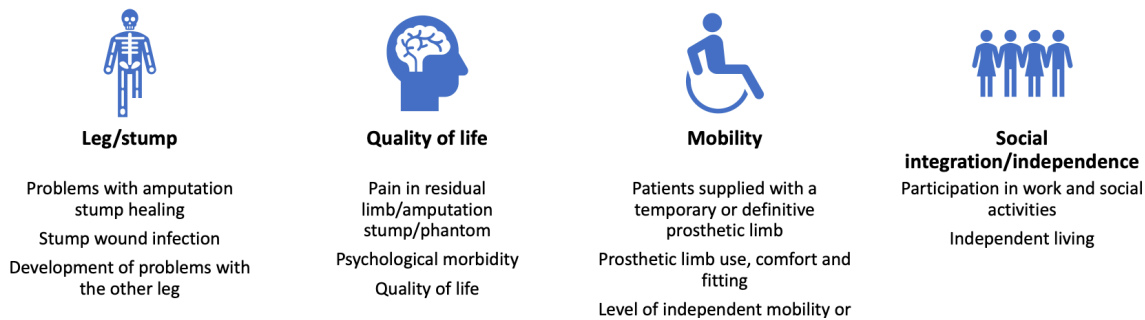 Leg/stump
Problems with amputation
stump healing
Stump wound infection
Development of problems with
the other leg
Quality of life
Pain in residual
limb/amputation
stump/phantom
Psychological morbidity
Quality of life
Mobility
Patients supplied with a
temporary or definitive
prosthetic limb
Prosthetic limb use, comfort and
fitting
Level of independent mobility or
Social
integration/independence
Participation in work and social
activities
Independent living